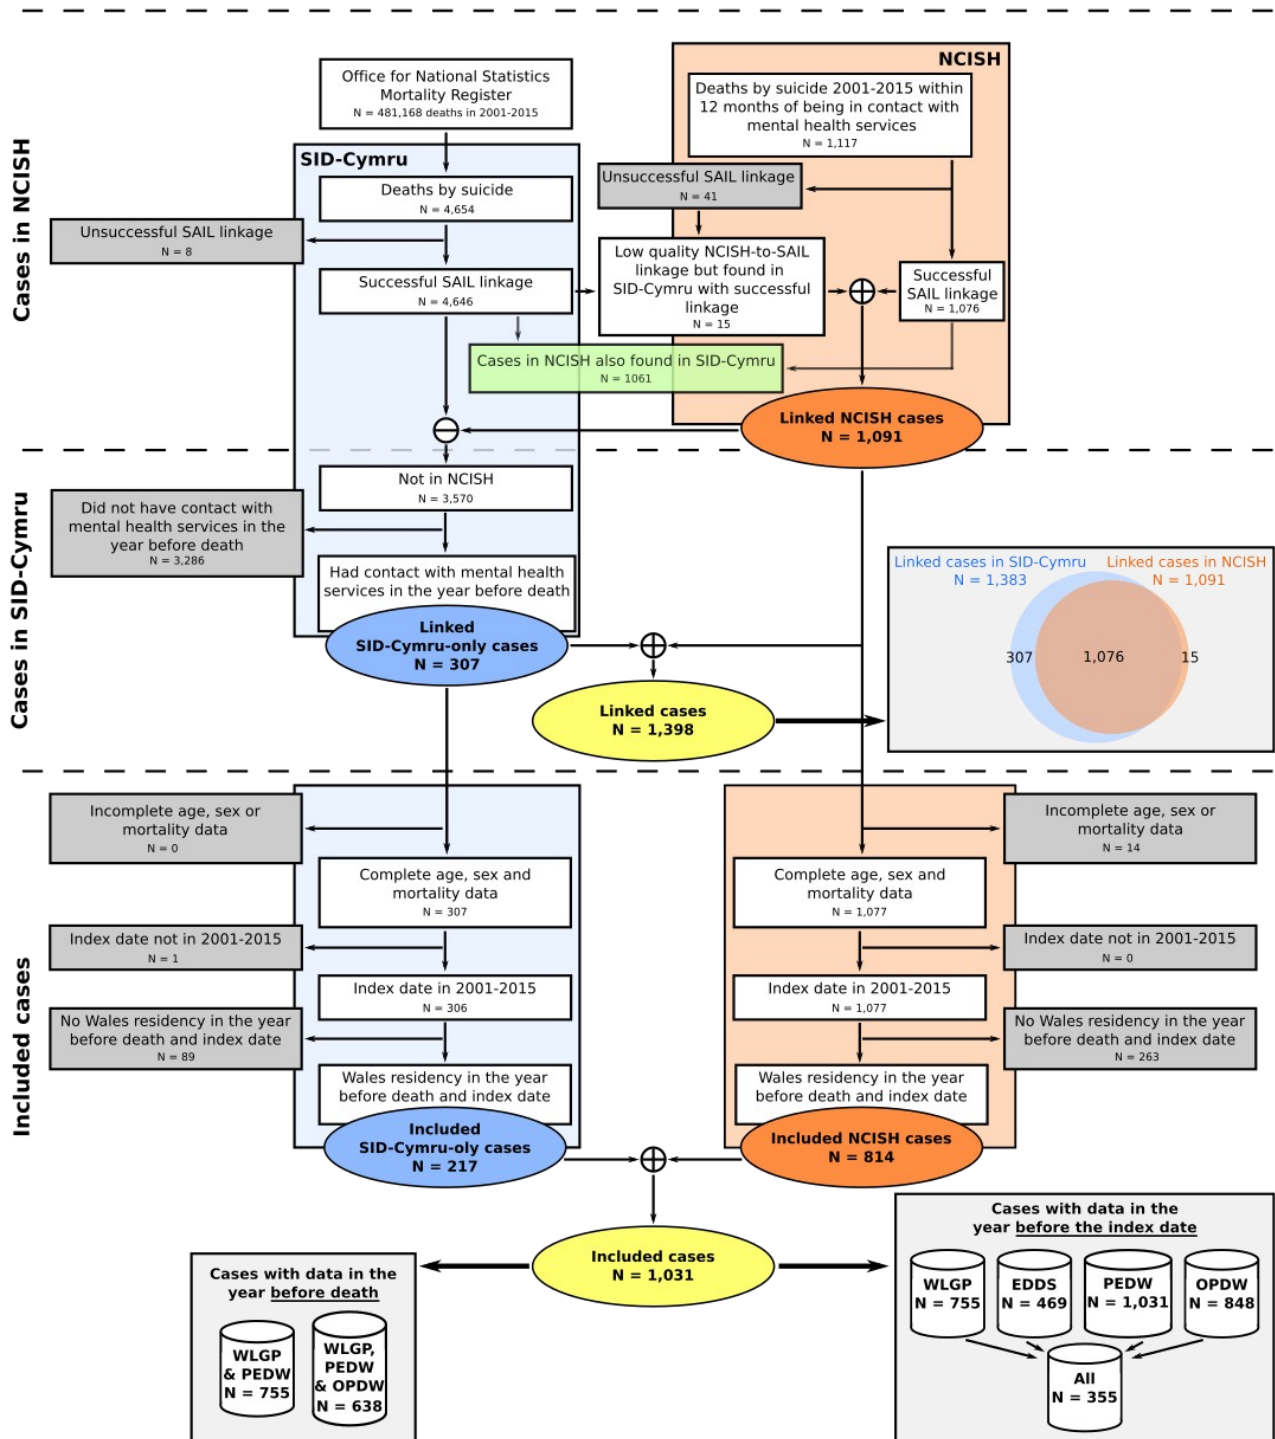 Cases in NCISH
Office for National Statistics
Mortality Register
N = 481,168 deaths in 2001-2015
SID-Cymru
Deaths by suicide
N = 4,654
Unsuccessful SAIL linkage
N = 8
Successful SAIL linkage
N = 4,646
NCISH
Deaths by suicide 2001-2015 within
12 months of being in contact with
mental health services
N = 1,117
Unsuccessful SAIL linkage
N = 41
Low quality NCISH-to-SAIL
linkage but found in
SID-Cymru with successful
linkage
N = 15
Successful
SAIL linkage
N = 1,076
Cases in NCISH also found in SID-Cymru
N = 1061
Linked NCISH cases
N = 1,091
Cases in SID-Cymru
Not in NCISH
N = 3,570
Did not have contact with
mental health services in the
year before death
N = 3,286
Had contact with mental health
services in the year before death
Linked
SID-Cymru-only cases
N = 307
Linked cases
N = 1,398
Linked cases in SID-Cymru
N = 1,383
Linked cases in NCISH
N = 1,091
307
1,076
15
Included cases
Incomplete age, sex or
mortality data
N = 0
Complete age, sex and
mortality data
N = 307
Index date not in 2001-2015
N = 1
Index date in 2001-2015
N = 306
No Wales residency in the year
before death and index date
N = 89
Wales residency in the year
before death and index date
Included
SID-Cymru-oly cases
N = 217
Incomplete age, sex or
mortality data
N = 14
Complete age, sex and
mortality data
N = 1,077
Index date not in 2001-2015
N = 0
Index date in 2001-2015
N = 1,077
No Wales residency in the year
before death and index date
N = 263
Wales residency in the year
before death and index date
Included NCISH cases
N = 814
Included cases
N = 1,031
Cases with data in the
year before death
WLGP
& PEDW
N = 755
WLGP,
PEDW
& OPDW
N = 638
Cases with data in the
year before the index date
WLGP
N = 755
EDDS
N = 469
PEDW
N = 1,031
OPDW
N = 848
All
N = 355